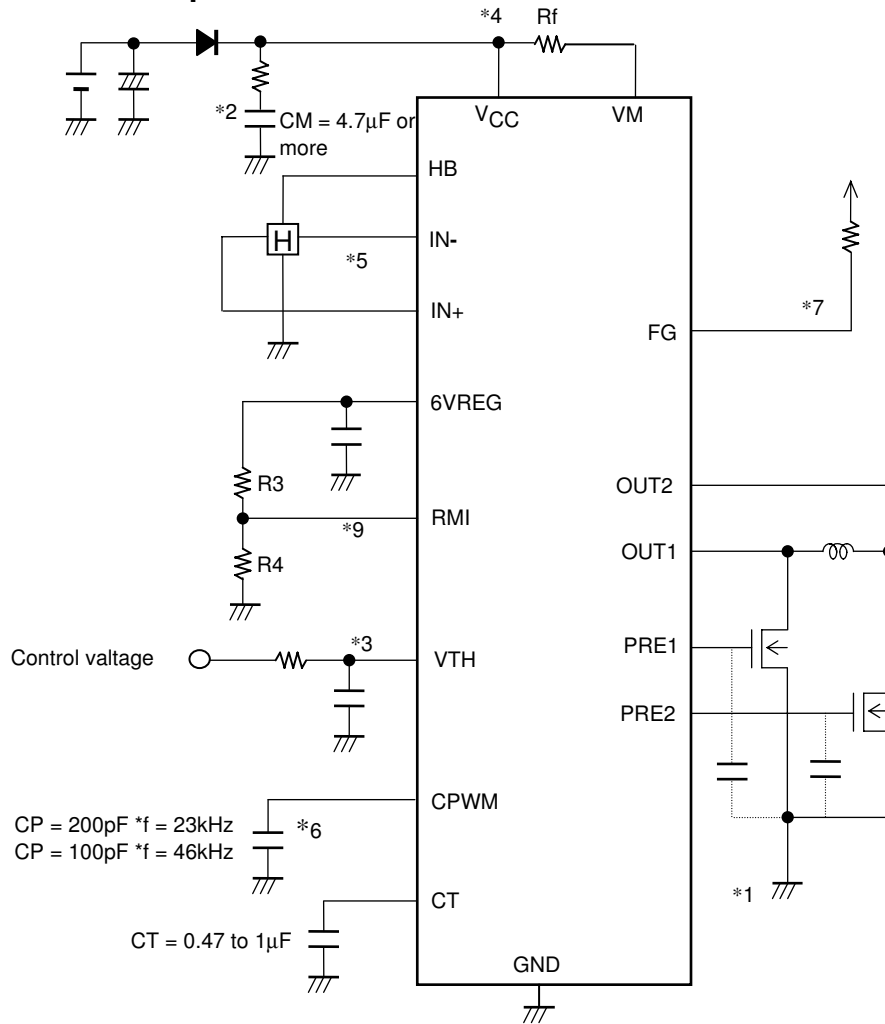 *4
Rf
VCC
VM
*2
CM = 4.7μF or
more
HB
H
IN-
*5
IN+
*7
FG
6VREG
R3
OUT2
RMI
*9
OUT1
R4
*3
PRE1
Control valtage
VTH
PRE2
CPWM
CP = 200pF *f = 23kHz
*6
CP = 100pF *f = 46kHz
*1
CT
CT = 0.47 to 1μF
GND